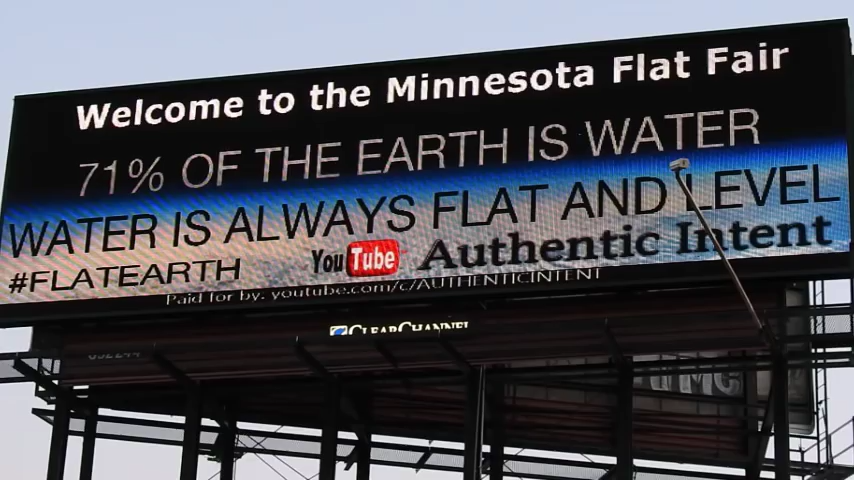 Welcome to the Minnesota Flat Fair
71% OF THE EARTH IS WATER
WATER IS ALWAYS FLAT AND LEVEL
#FLATEARTH
YouTube Authentic Intent
Paid for by: youtube.com/c/AUTHENTICINTENT
CLEARCHANNEL